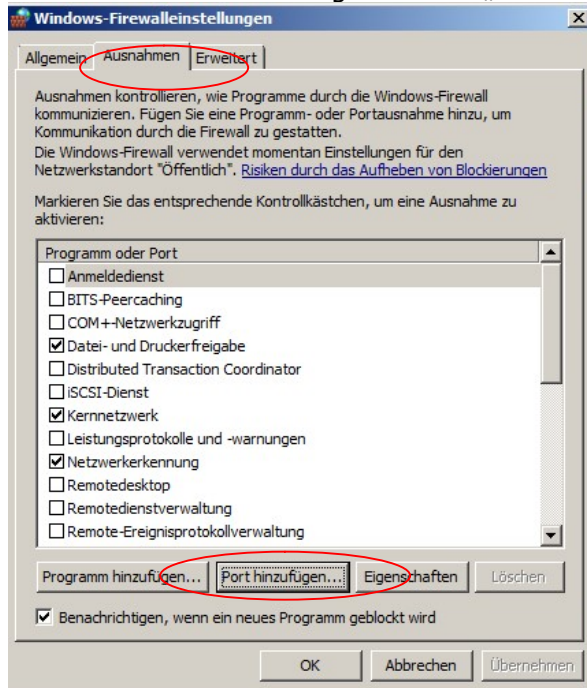 Windows-Firewalleinstellungen
Allgemein Ausnahmen Erweitert
Ausnahmen kontrollieren, wie Programme durch die Windows-Firewall
kommunizieren. Fügen Sie eine Programm- oder Portausnahme hinzu, um
Kommunikation durch die Firewall zu gestatten.
Die Windows-Firewall verwendet momentan Einstellungen für den
Netzwerkstandort "Öffentlich". Risiken durch das Aufheben von Blockierungen
Markieren Sie das entsprechende Kontrollkästchen, um eine Ausnahme zu
aktivieren:
Programm oder Port
Anmeldedienst
BITS-Peercaching
COM+-Netzwerkzugriff
Datei- und Druckerfreigabe
Distributed Transaction Coordinator
iSCSI-Dienst
Kernnetzwerk
Leistungsprotokolle und -warnungen
Netzwerkerkennung
Remotedesktop
Remotedienstverwaltung
Remote-Ereignisprotokollverwaltung
Programm hinzufügen... Port hinzufügen... Eigenschaften Löschen
Benachrichtigen, wenn ein neues Programm geblockt wird
OK Abbrechen Übernehmen